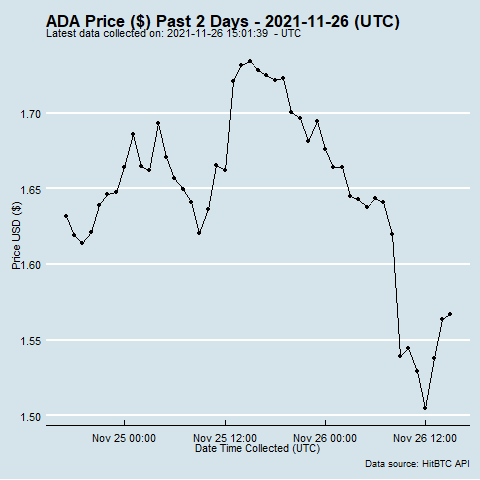 ADA Price ($) Past 2 Days - 2021-11-26 (UTC)
Latest data collected on: 2021-11-26 15:01:39 - UTC
Price USD ($)
1.70
1.65
1.60
1.55
1.50
Nov 25 00:00 Nov 25 12:00 Nov 26 00:00 Nov 26 12:00
Date Time Collected (UTC)
Data source: HitBTC API